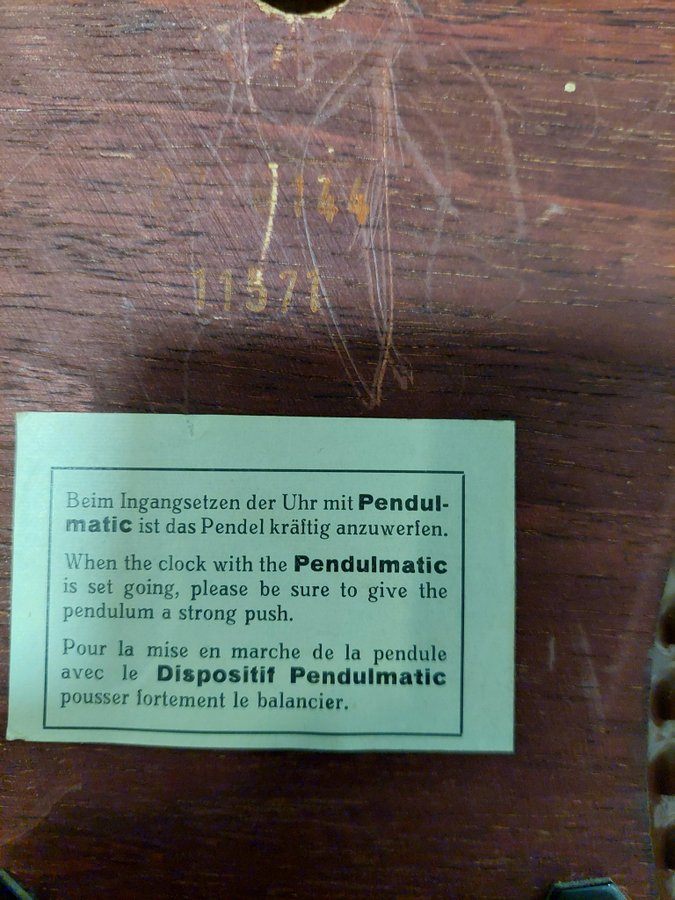 144
11571
Beim Ingangsetzen der Uhr mit Pendul-
matic ist das Pendel kräftig anzuwerfen.
When the clock with the Pendulmatic
is set going, please be sure to give the
pendulum a strong push.
Pour la mise en marche de la pendule
avec le Dispositif Pendulmatic
pousser fortement le balancier.